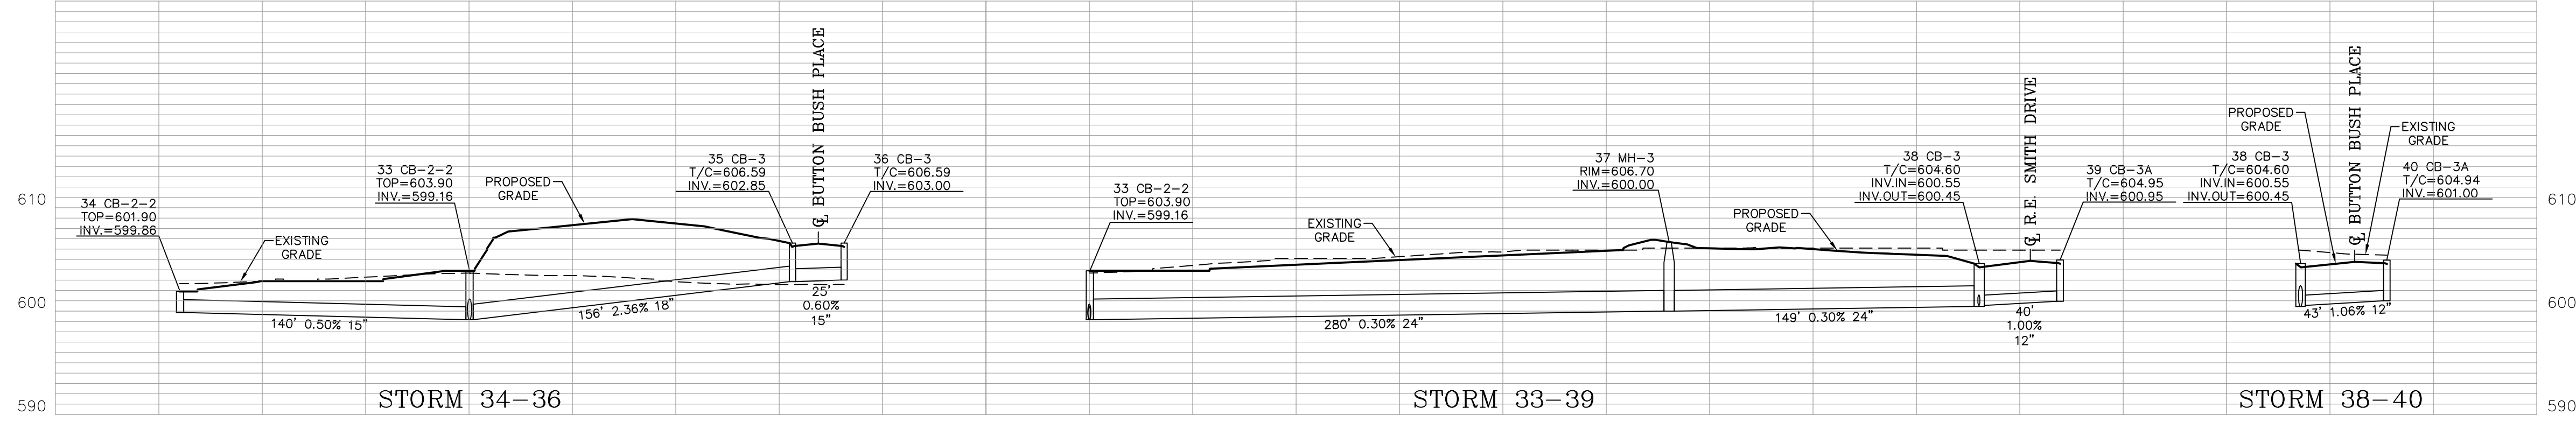 610
600
590
34 CB-2-2
TOP=601.90
INV.=599.86
EXISTING
GRADE
140' 0.50% 15"
33 CB-2-2
TOP=603.90
INV.=599.16
PROPOSED
GRADE
156' 2.36% 18"
35 CB-3
T/C=606.59
INV.=602.85
℄ BUTTON BUSH PLACE
36 CB-3
T/C=606.59
INV.=603.00
25'
0.60%
15"
STORM 34-36
33 CB-2-2
TOP=603.90
INV.=599.16
EXISTING
GRADE
280' 0.30% 24"
37 MH-3
RIM=606.70
INV.=600.00
PROPOSED
GRADE
149' 0.30% 24"
38 CB-3
T/C=604.60
INV.IN=600.55
INV.OUT=600.45
℄ R.E. SMITH DRIVE
39 CB-3A
T/C=604.95
INV.=600.95
40'
1.00%
12"
STORM 33-39
38 CB-3
T/C=604.60
INV.IN=600.55
INV.OUT=600.45
PROPOSED
GRADE
℄ BUTTON BUSH PLACE
EXISTING
GRADE
40 CB-3A
T/C=604.94
INV.=601.00
43' 1.06% 12"
STORM 38-40
610
600
590